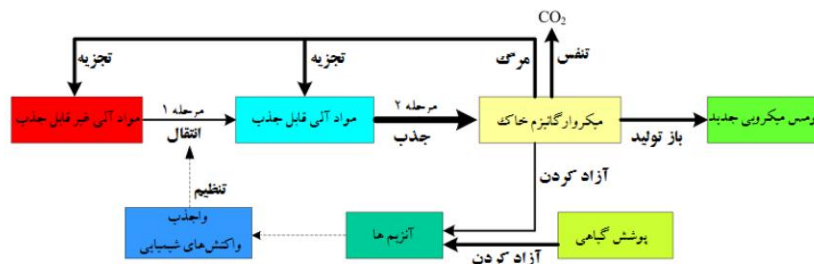 CO₂
تجزیه
تجزیه
مرگ
تنفس
مواد آلی غیر قابل جذب
مرحله ۱
انتقال
مواد آلی قابل جذب
مرحله ۲
جذب
میکروارگانیزم خاک
باز تولید
میکروبی جدید
آزاد کردن
تنظیم
واجذب
واکنش‌های شیمیایی
آنزیم ها
آزاد کردن
پوشش گیاهی